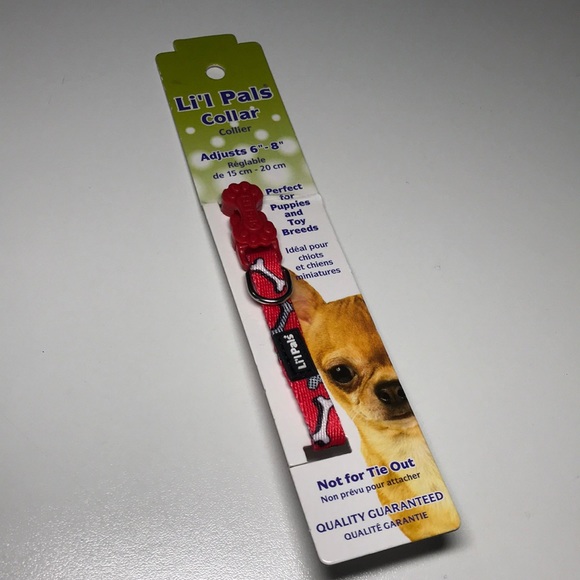 Li'l Pals
Collar
Collier
Adjusts 6" - 8"
Réglable
de 15 cm - 20 cm
Perfect
for
Puppies
and
Toy
Breeds
Idéal pour
chiots
et chiens
miniatures
Li'l Pals
Not for Tie Out
Non prévu pour attacher
QUALITY GUARANTEED
QUALITÉ GARANTIE